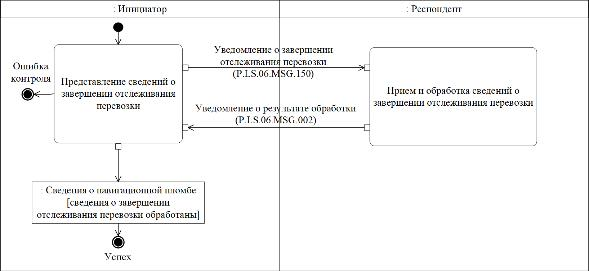 : Инициатор
: Респондент
Ошибка
контроля
Представление сведений о
завершении отслеживания
перевозки
Уведомление о завершении
отслеживания перевозки
(P.LS.06.MSG.150)
Прием и обработка сведений о
завершении отслеживания перевозки
Уведомление о результате обработки
(P.LS.06.MSG.002)
: Сведения о навигационной пломбе
[сведения о завершении
отслеживания перевозки обработаны]
Успех